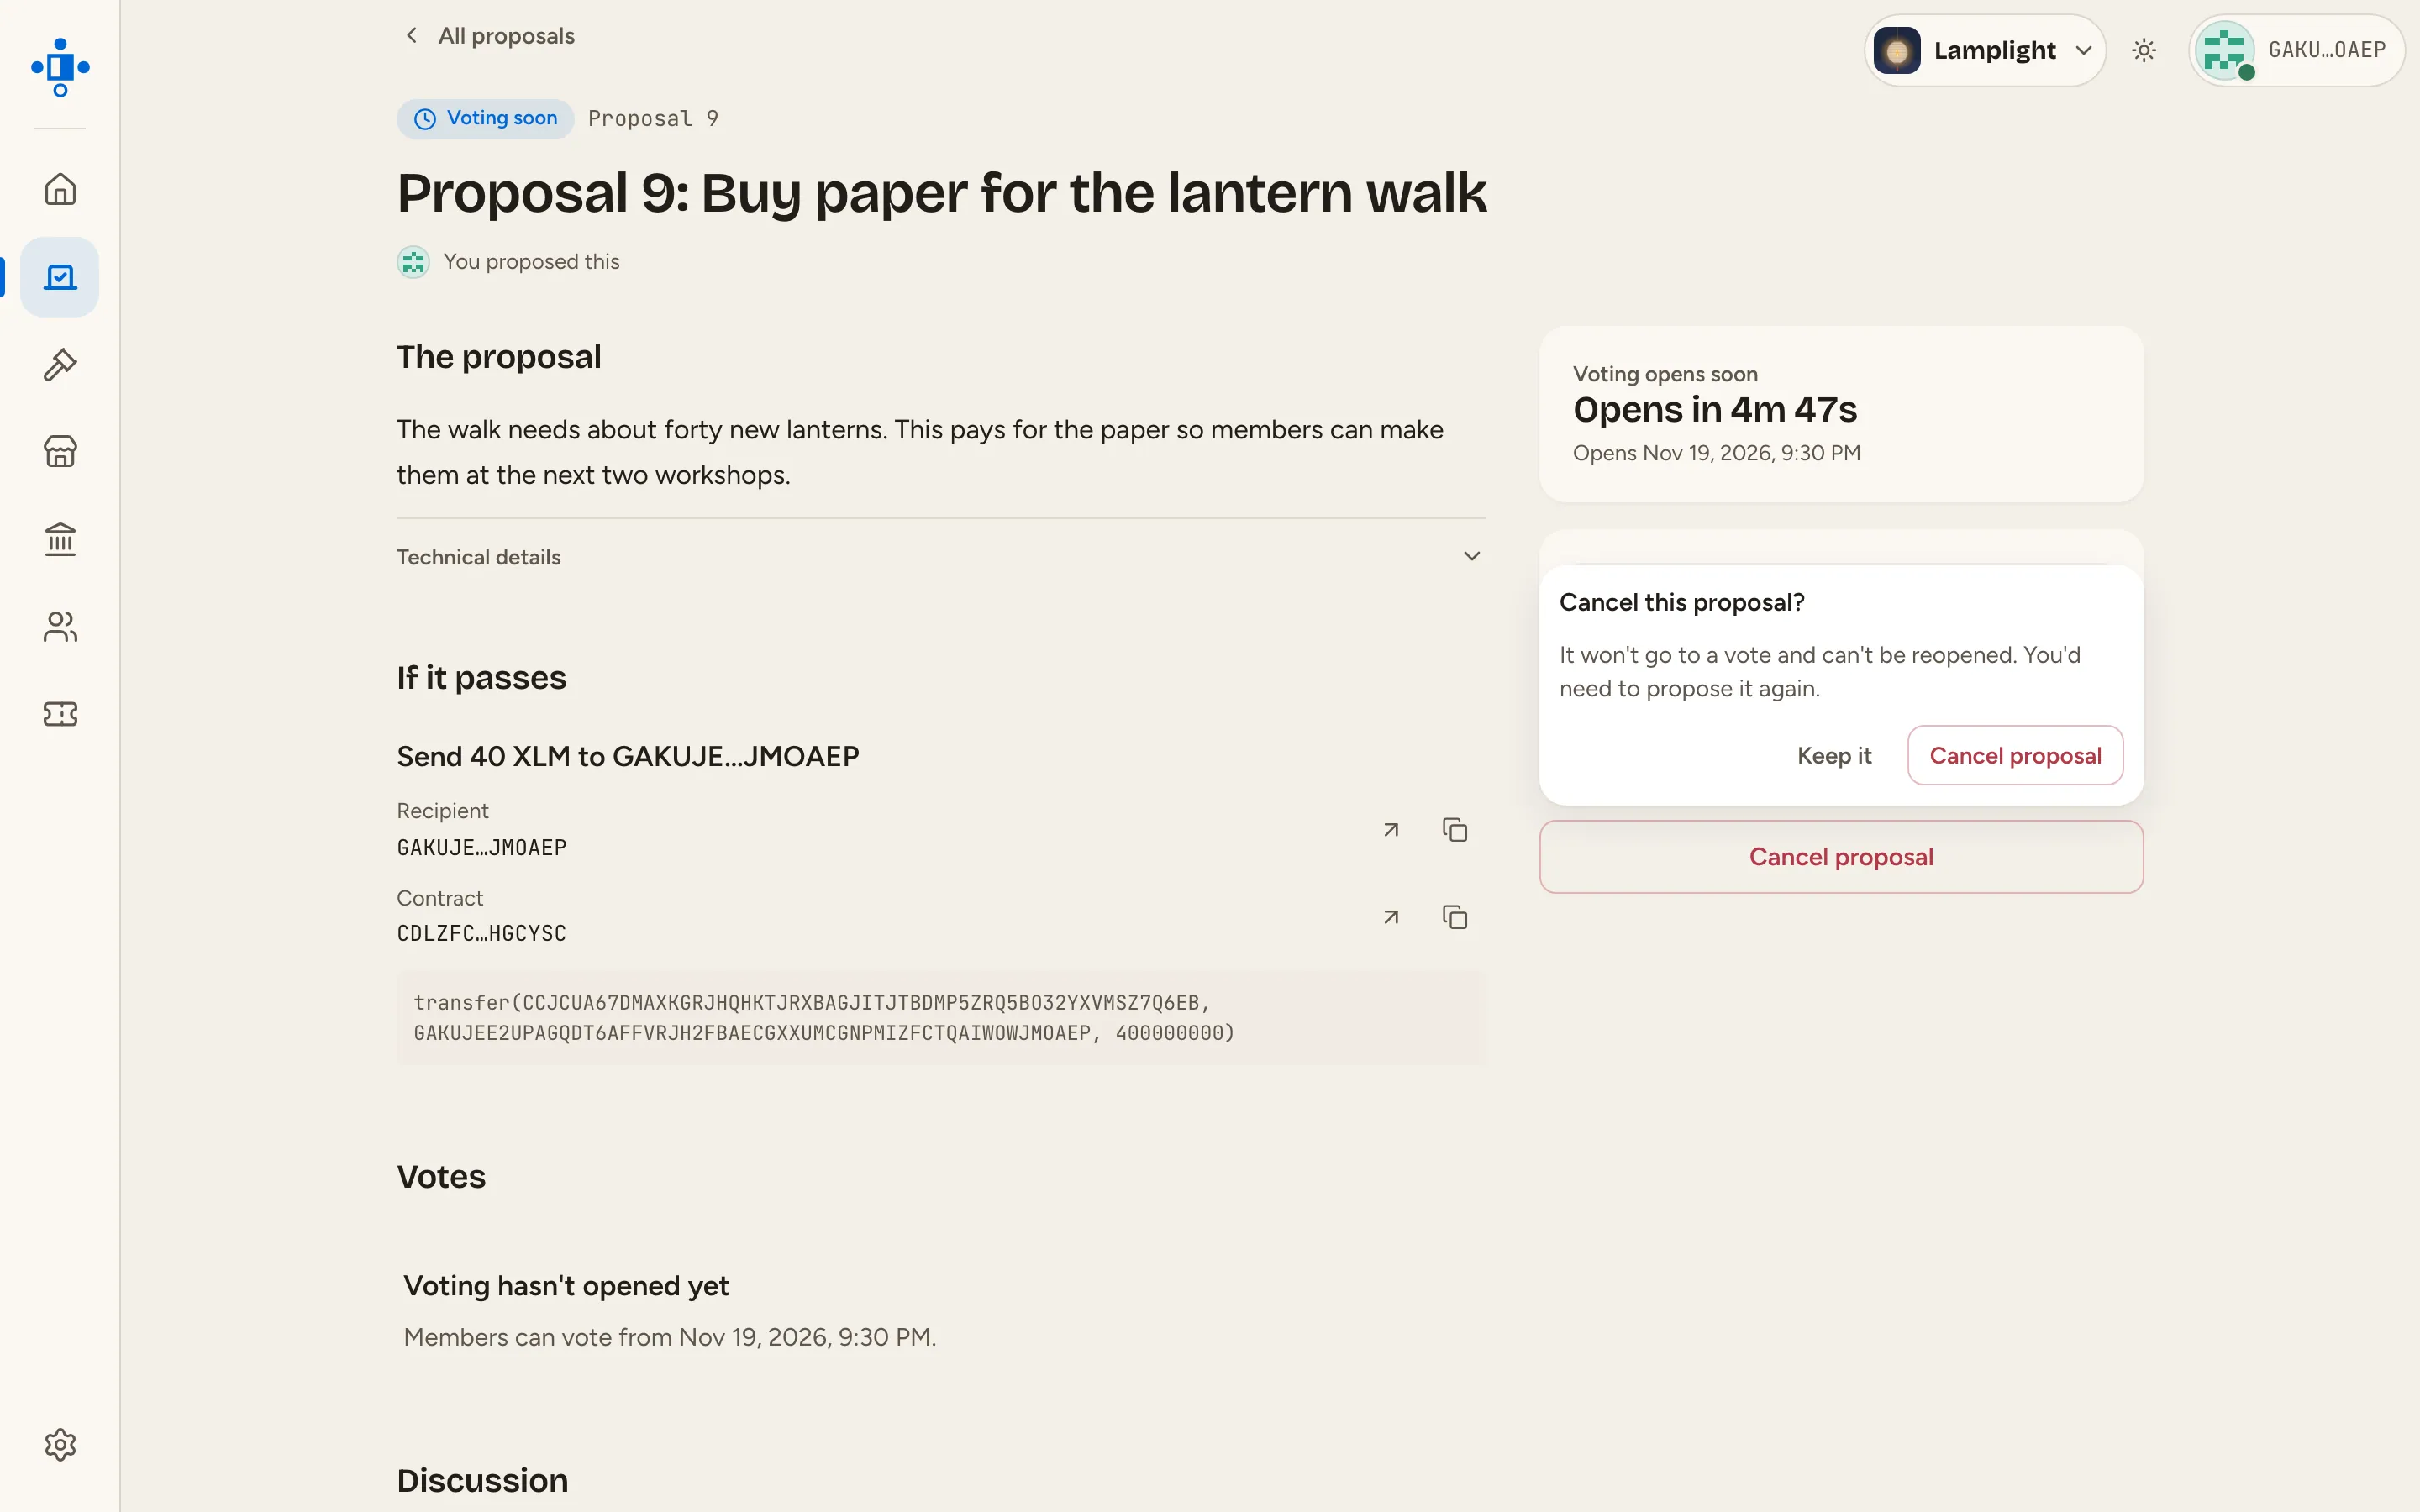 All proposals
Lamplight
GAKU...OAEP
Voting soon
Proposal 9
Proposal 9: Buy paper for the lantern walk
You proposed this
The proposal
The walk needs about forty new lanterns. This pays for the paper so members can make
them at the next two workshops.
Technical details
If it passes
Send 40 XLM to GAKUJE...JMOAEP
Recipient
GAKUJE…JMOAEP
Contract
CDLZFC…HGCYSC
transfer(CCJCUA67DMAXKGRJHQHKTJRXBAGJITJTBDMP5ZRQ5BO32YXVMSZ7Q6EB,
GAKUJEE2UPAGQDT6AFFVRJH2FBAECGXXUMCGNPMIZFCTQAIWOWJMOAEP, 400000000)
Votes
Voting hasn't opened yet
Members can vote from Nov 19, 2026, 9:30 PM.
Discussion
Voting opens soon
Opens in 4m 47s
Opens Nov 19, 2026, 9:30 PM
Cancel this proposal?
It won't go to a vote and can't be reopened. You'd
need to propose it again.
Keep it
Cancel proposal
Cancel proposal